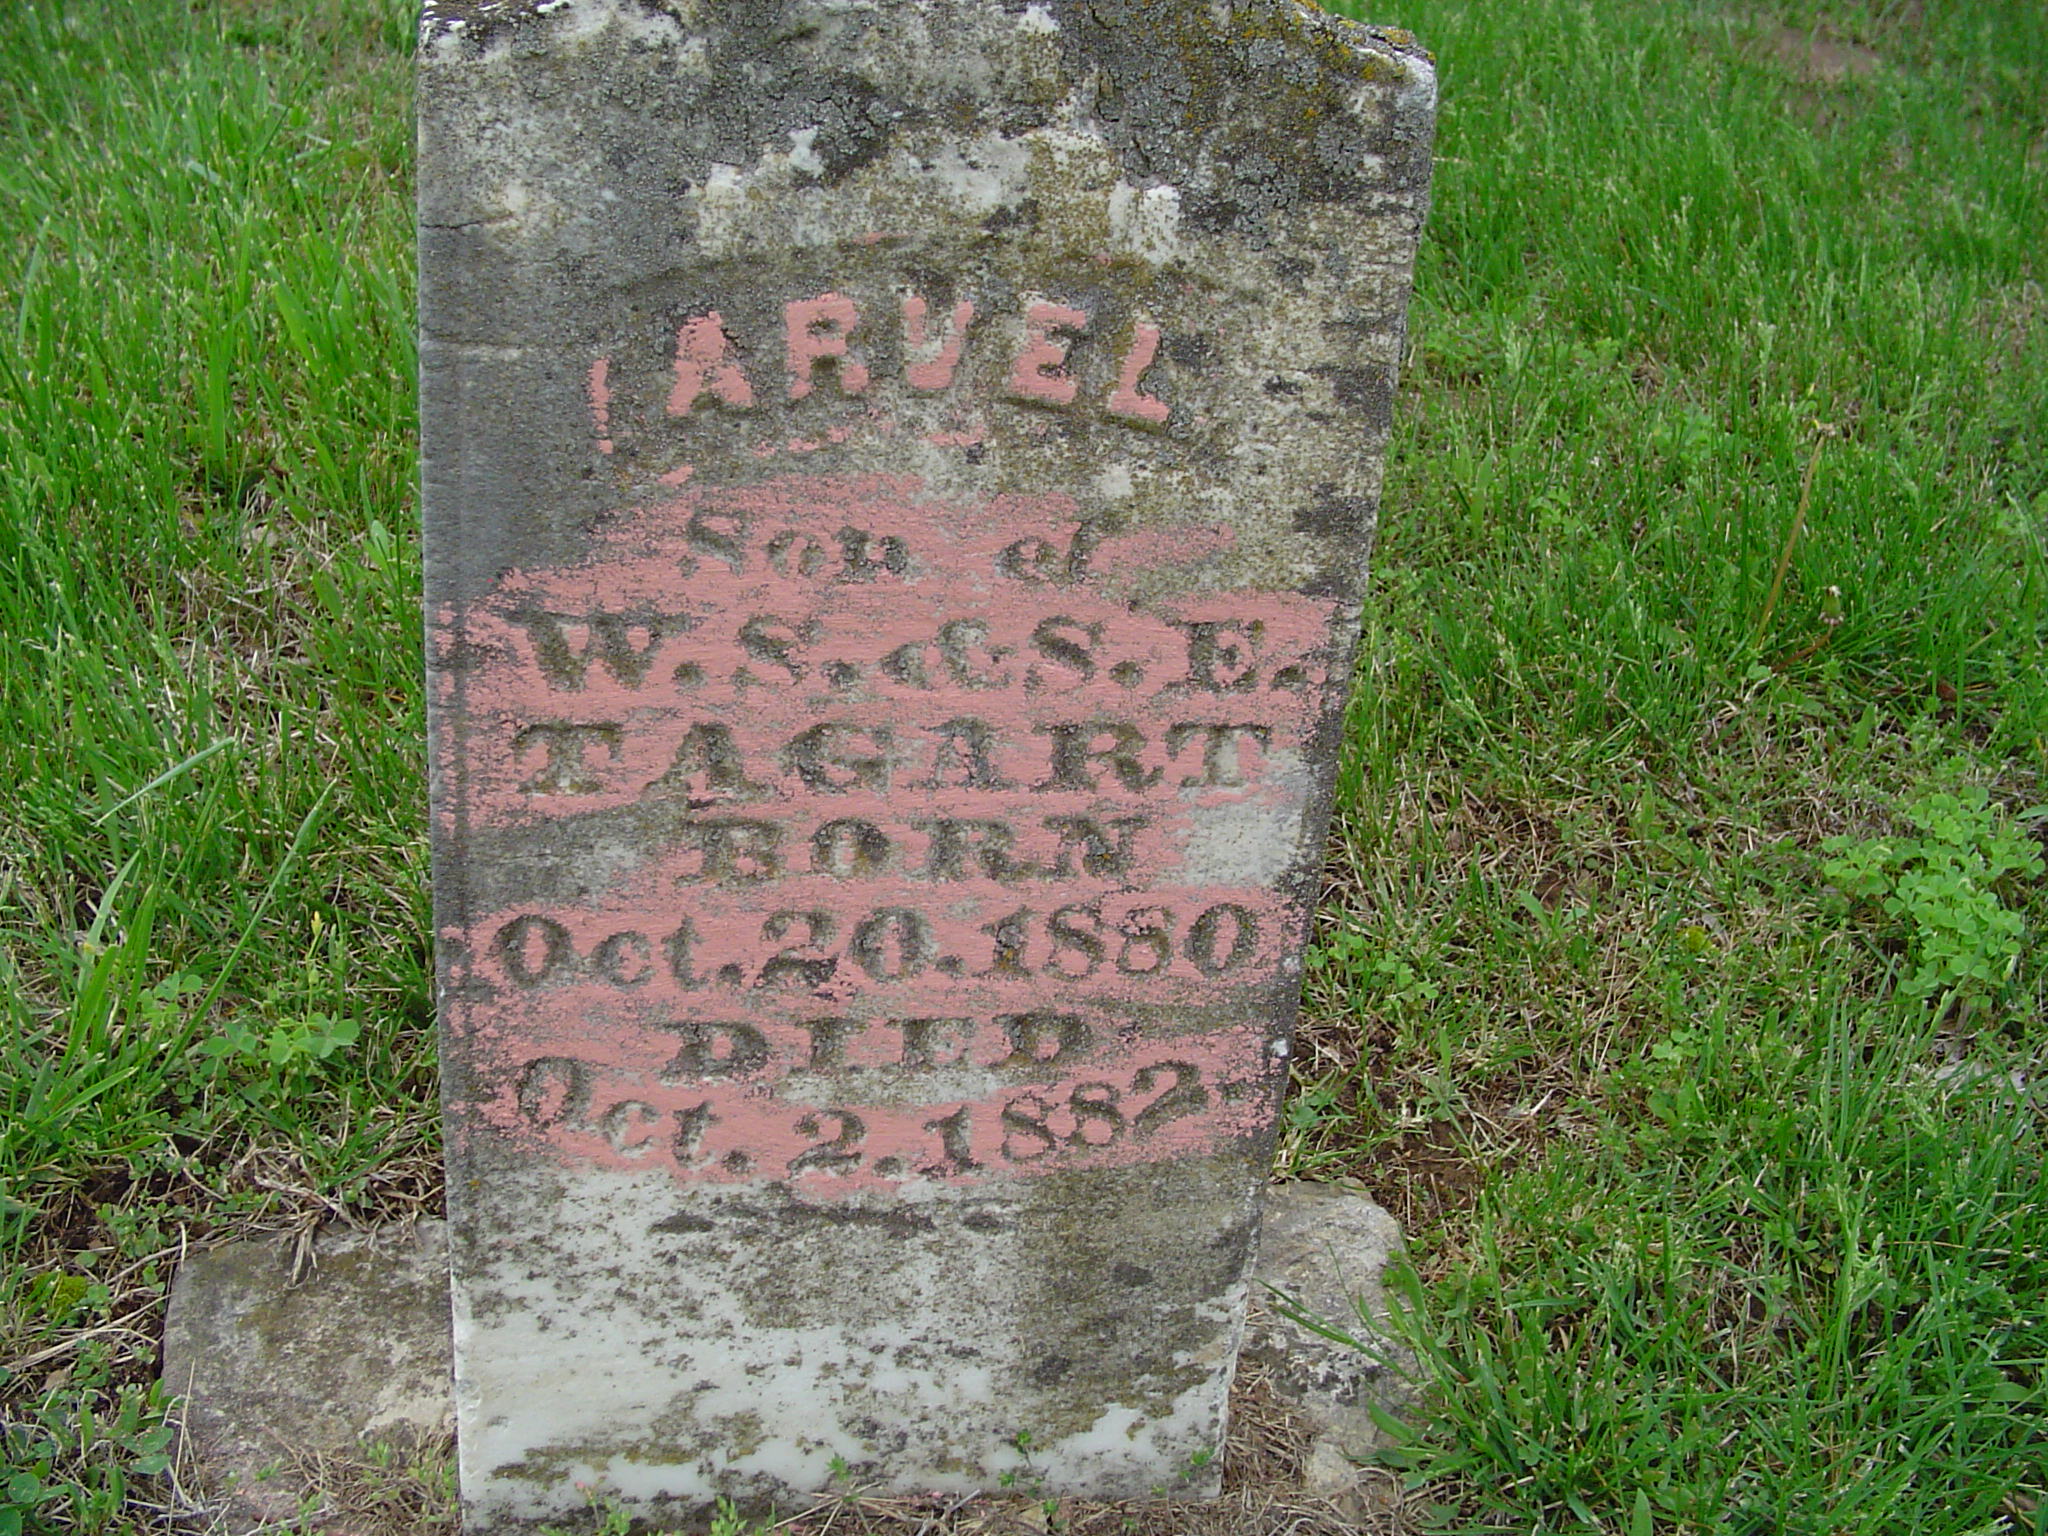 ARVEL
Son of
W.S. & S.E.
TAGART
BORN
Oct. 20. 1880
DIED
Oct. 2. 1882.